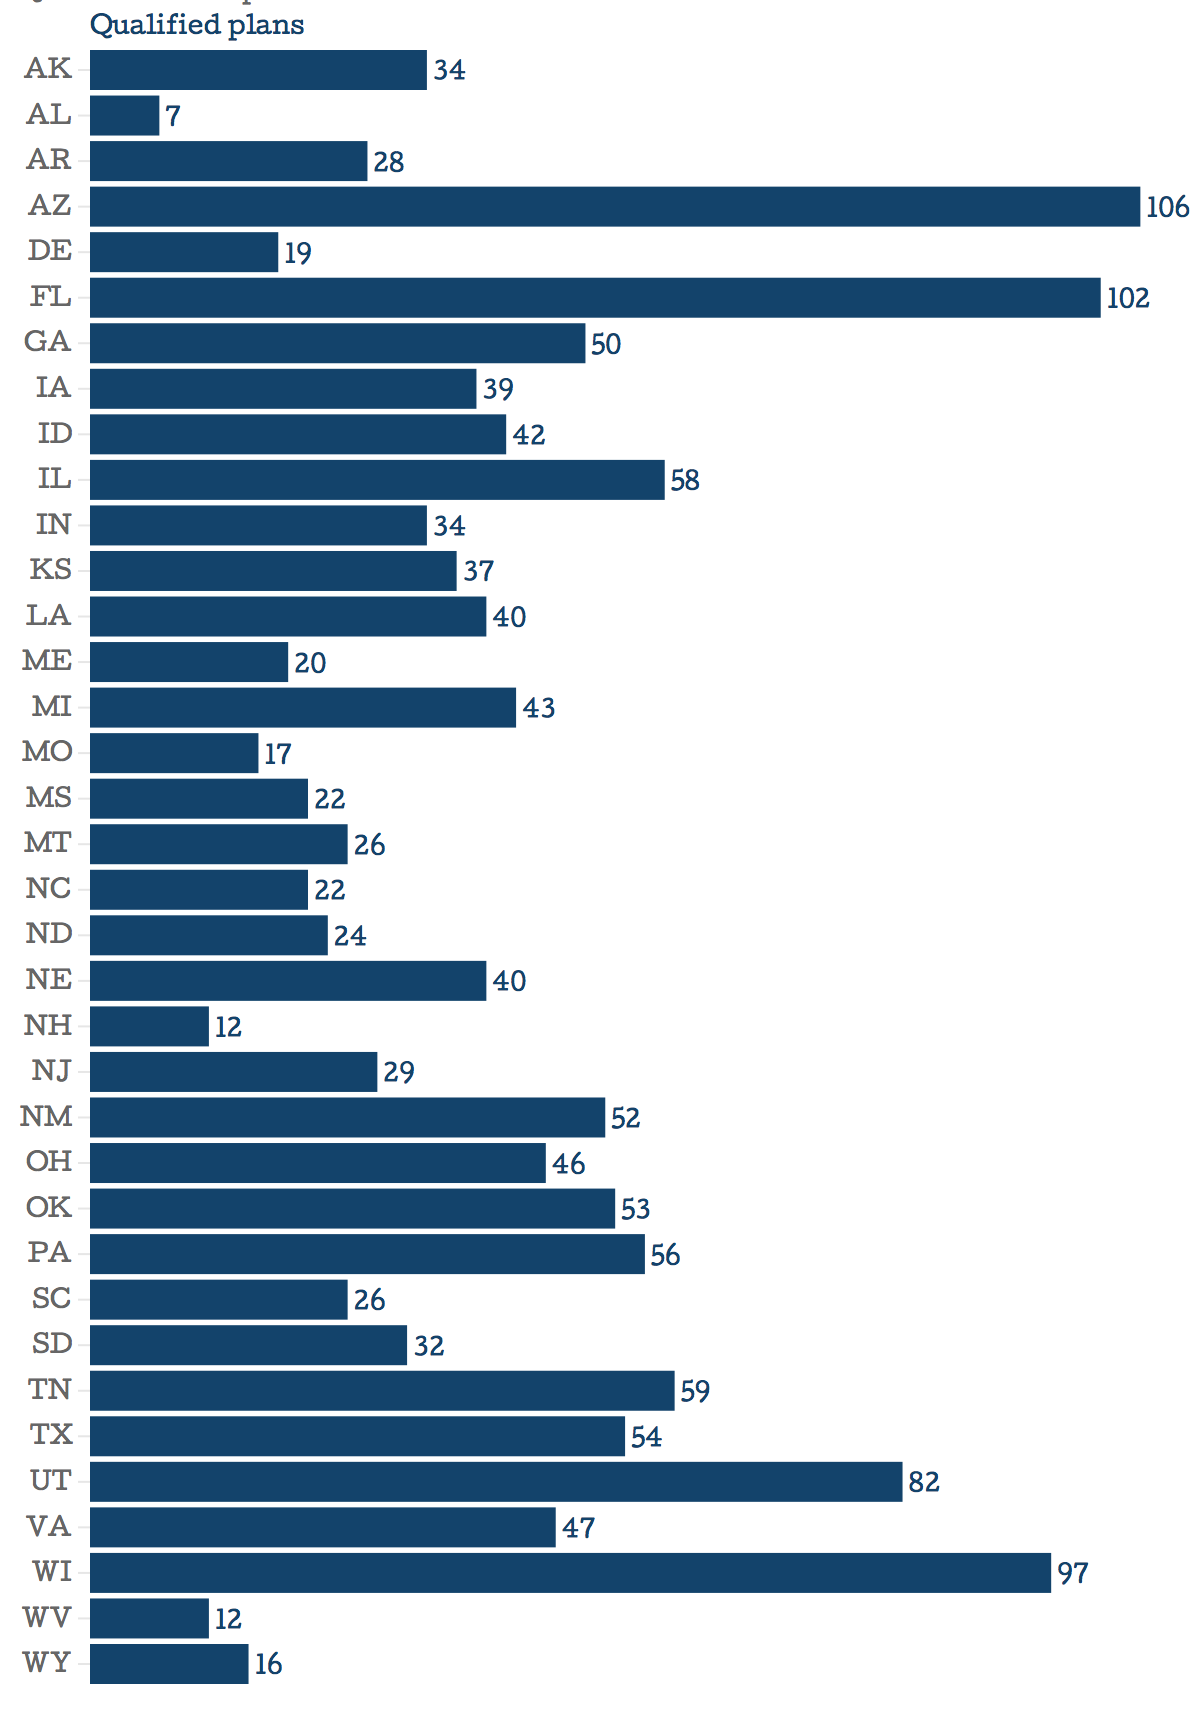 Qualified plans
AK 34
AL 7
AR 28
AZ 106
DE 19
FL 102
GA 50
IA 39
ID 42
IL 58
IN 34
KS 37
LA 40
ME 20
MI 43
MO 17
MS 22
MT 26
NC 22
ND 24
NE 40
NH 12
NJ 29
NM 52
OH 46
OK 53
PA 56
SC 26
SD 32
TN 59
TX 54
UT 82
VA 47
WI 97
WV 12
WY 16